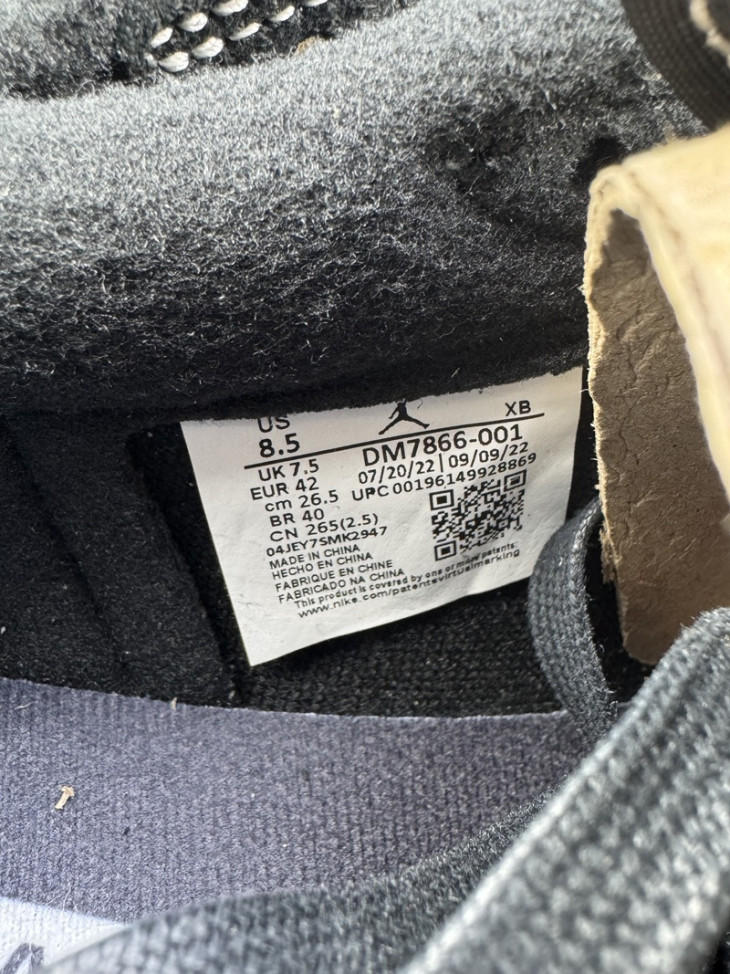 US
8.5
XB
UK 7.5
DM7866-001
EUR 42
07/20/22 | 09/09/22
cm 26.5
UPC 00196149928869
BR 40
CN 265(2.5)
04JEY7SMK2947
MADE IN CHINA
HECHO EN CHINA
FABRIQUE EN CHINE
FABRICADO NA CHINA
This product is covered by one or more patents:
www.nike.com/patentsvirtualmarking